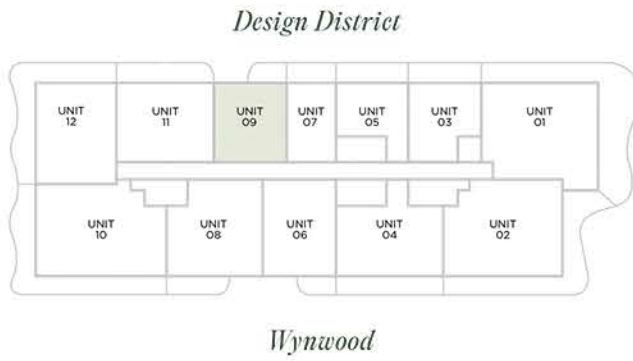 Design District
UNIT
12
UNIT
11
UNIT
09
UNIT
07
UNIT
05
UNIT
03
UNIT
01
UNIT
10
UNIT
08
UNIT
06
UNIT
04
UNIT
02
Wynwood